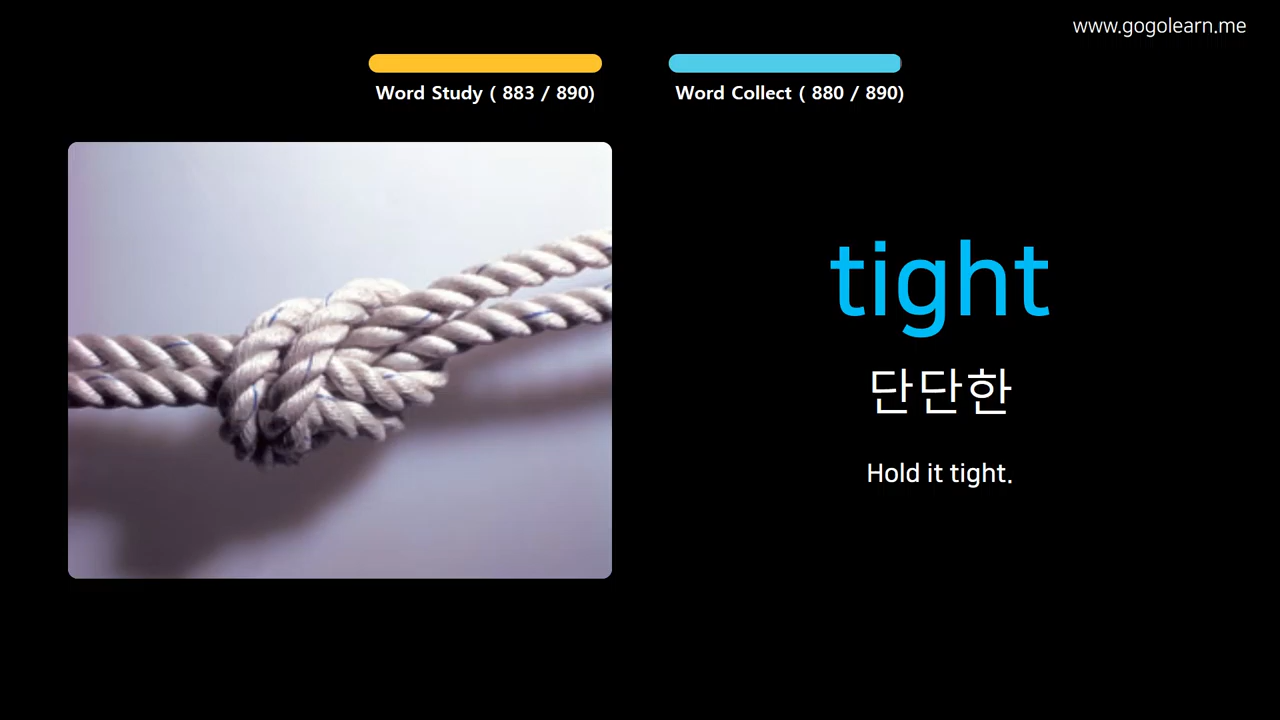 www.gogolearn.me
Word Study ( 883 / 890)
Word Collect ( 880 / 890)
tight
단단한
Hold it tight.